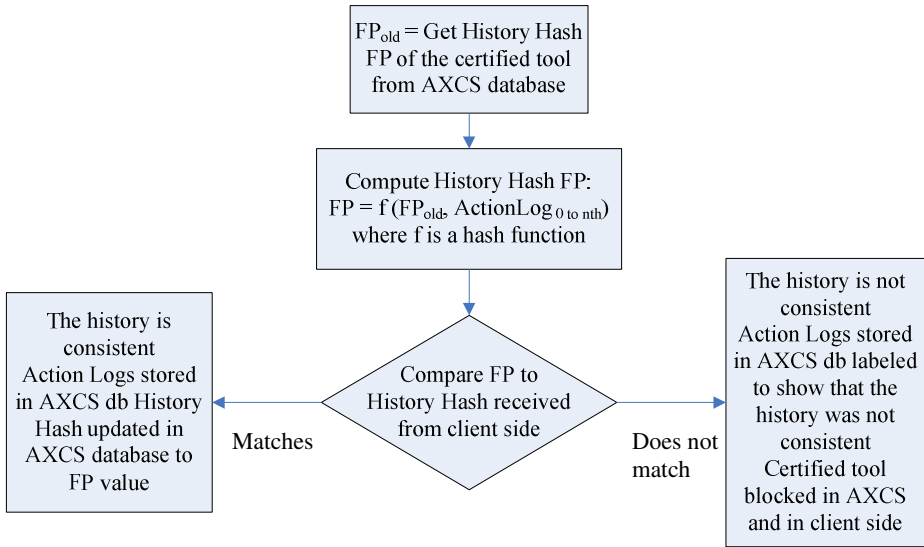 FPold = Get History Hash
FP of the certified tool
from AXCS database
Compute History Hash FP:
FP = f (FPold, ActionLog 0 to nth)
where f is a hash function
Compare FP to
History Hash received
from client side
Matches
The history is
consistent
Action Logs stored
in AXCS db History
Hash updated in
AXCS database to
FP value
Does not
match
The history is not
consistent
Action Logs stored
in AXCS db labeled
to show that the
history was not
consistent
Certified tool
blocked in AXCS
and in client side